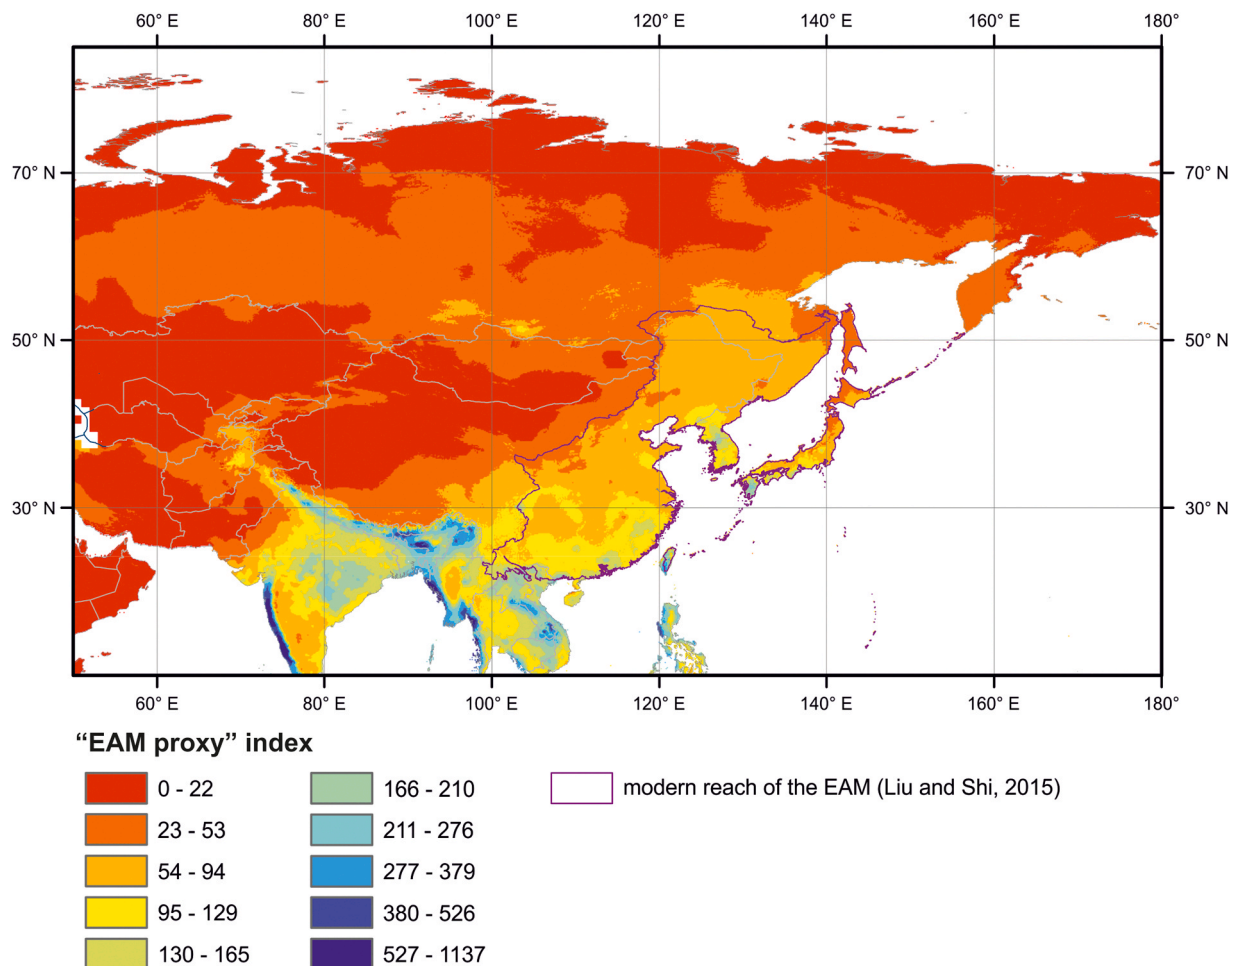 60° E 80° E 100° E 120° E 140° E 160° E 180°
70° N 70° N
50° N 50° N
30° N 30° N
60° E 80° E 100° E 120° E 140° E 160° E 180°
“EAM proxy” index
0 - 22
23 - 53
54 - 94
95 - 129
130 - 165
166 - 210
211 - 276
277 - 379
380 - 526
527 - 1137
modern reach of the EAM (Liu and Shi, 2015)